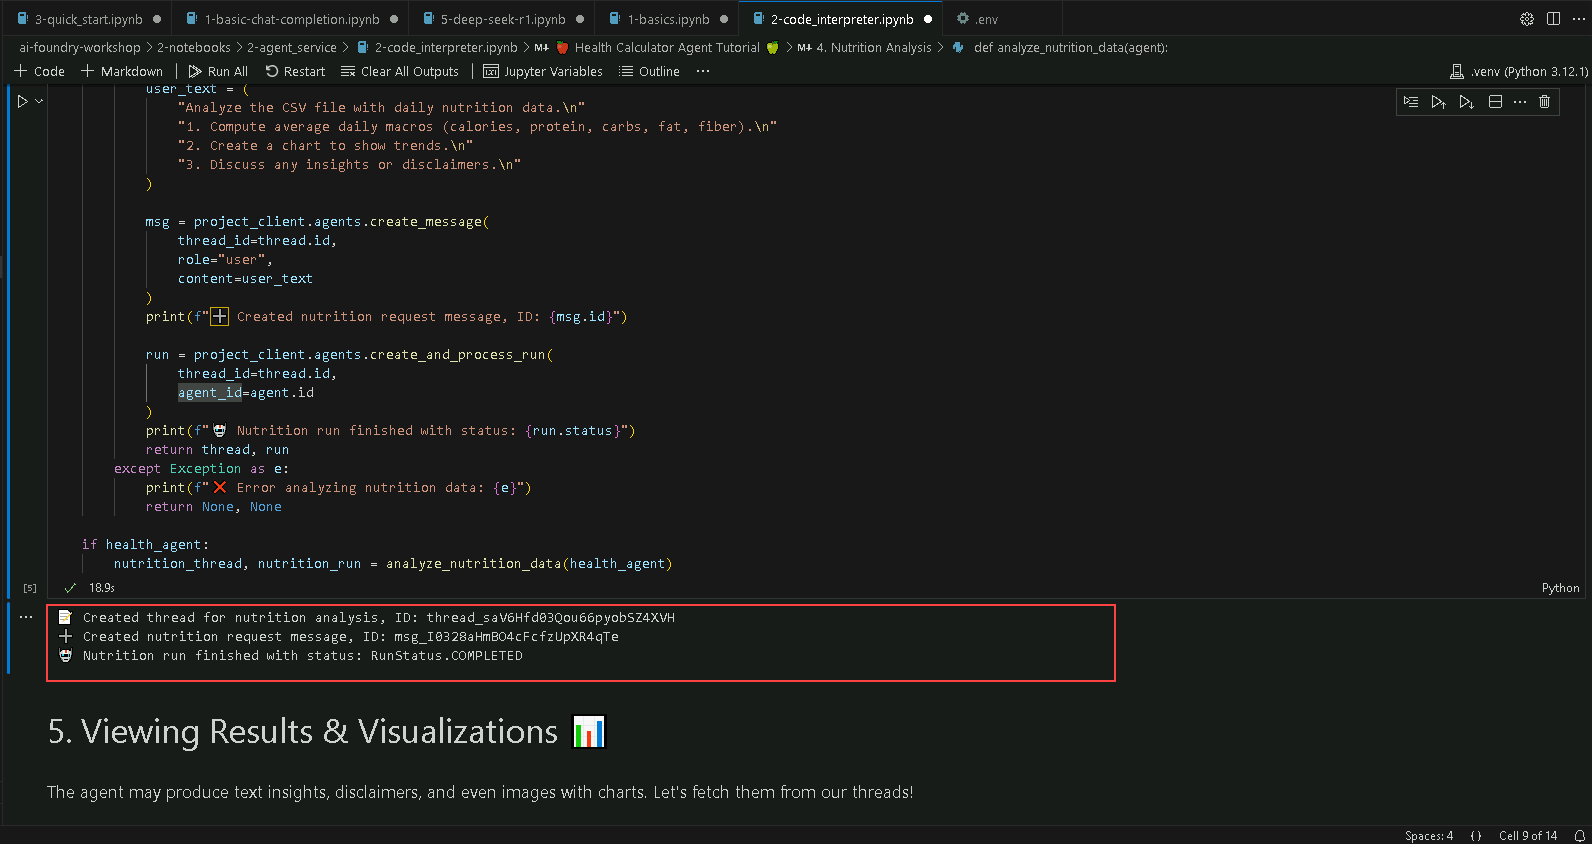 3-quick_start.ipynb
1-basic-chat-completion.ipynb
5-deep-seek-r1.ipynb
1-basics.ipynb
2-code_interpreter.ipynb
.env
ai-foundry-workshop > 2-notebooks > 2-agent_service > 2-code_interpreter.ipynb > M↓ 🍎 Health Calculator Agent Tutorial 🍏 > M↓ 4. Nutrition Analysis > def analyze_nutrition_data(agent):
+ Code + Markdown | Run All Restart Clear All Outputs | Jupyter Variables Outline ···
.venv (Python 3.12.1)
user_text = (
"Analyze the CSV file with daily nutrition data.\n"
"1. Compute average daily macros (calories, protein, carbs, fat, fiber).\n"
"2. Create a chart to show trends.\n"
"3. Discuss any insights or disclaimers.\n"
)
msg = project_client.agents.create_message(
thread_id=thread.id,
role="user",
content=user_text
)
print(f"➕ Created nutrition request message, ID: {msg.id}")
run = project_client.agents.create_and_process_run(
thread_id=thread.id,
agent_id=agent.id
)
print(f"🤖 Nutrition run finished with status: {run.status}")
return thread, run
except Exception as e:
print(f"❌ Error analyzing nutrition data: {e}")
return None, None
if health_agent:
nutrition_thread, nutrition_run = analyze_nutrition_data(health_agent)
[5] ✓ 18.9s
Python
📝 Created thread for nutrition analysis, ID: thread_saV6Hfd03Qou66pyobSZ4XVH
➕ Created nutrition request message, ID: msg_I0328aHmBO4cFcfzUpXR4qTe
🤖 Nutrition run finished with status: RunStatus.COMPLETED
5. Viewing Results & Visualizations 📊
The agent may produce text insights, disclaimers, and even images with charts. Let's fetch them from our threads!
Spaces: 4 {} Cell 9 of 14